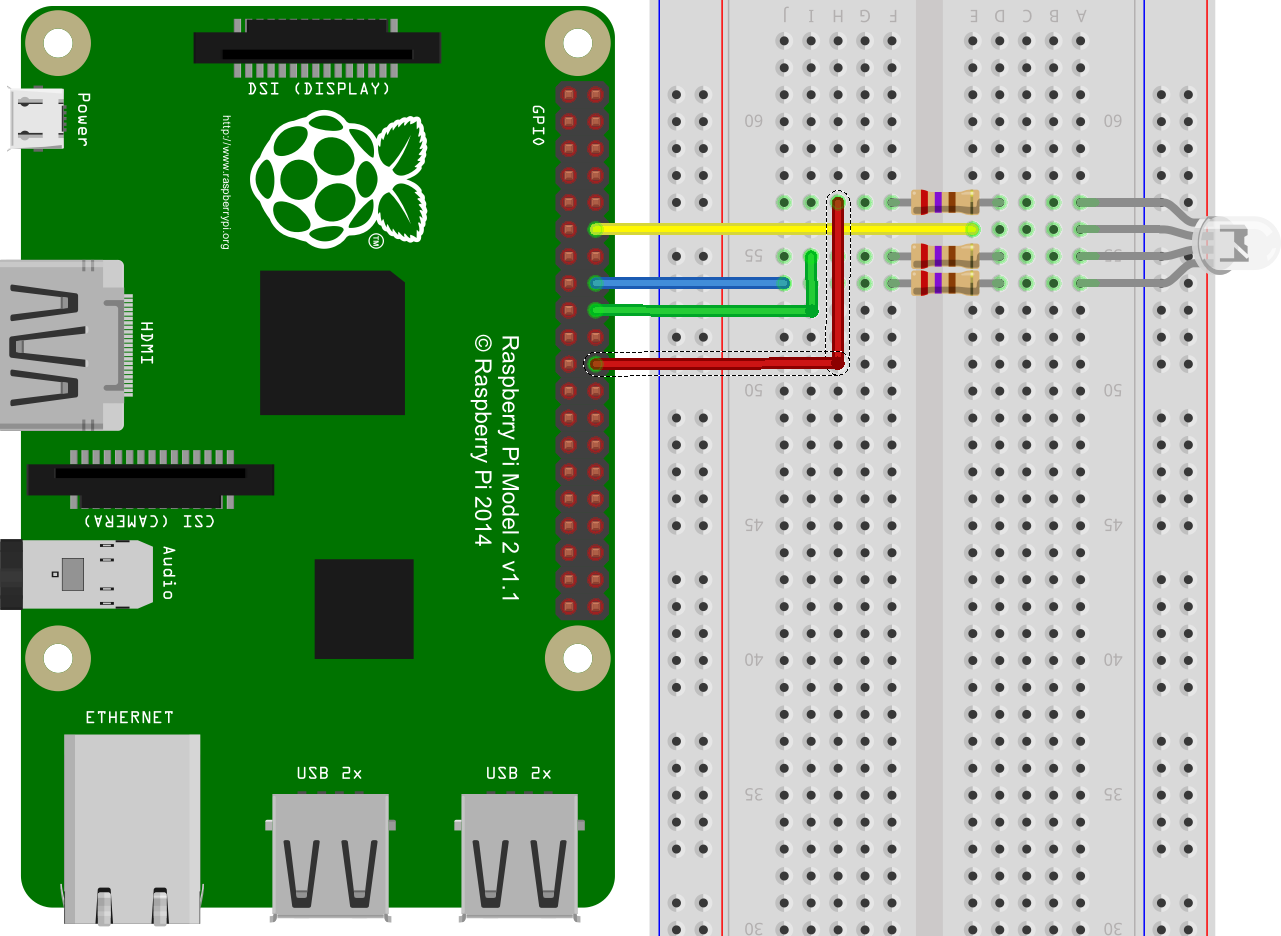 DSI (DISPLAY)
Power
http://www.raspberrypi.org
TM
GPIO
HDMI
Raspberry Pi Model 2 v1.1
© Raspberry Pi 2014
CSI (CAMERA)
Audio
ETHERNET
USB 2x
USB 2x
J I H G F E D C B A
60 60
55
50 50
45 45
40 40
35 35
30 30